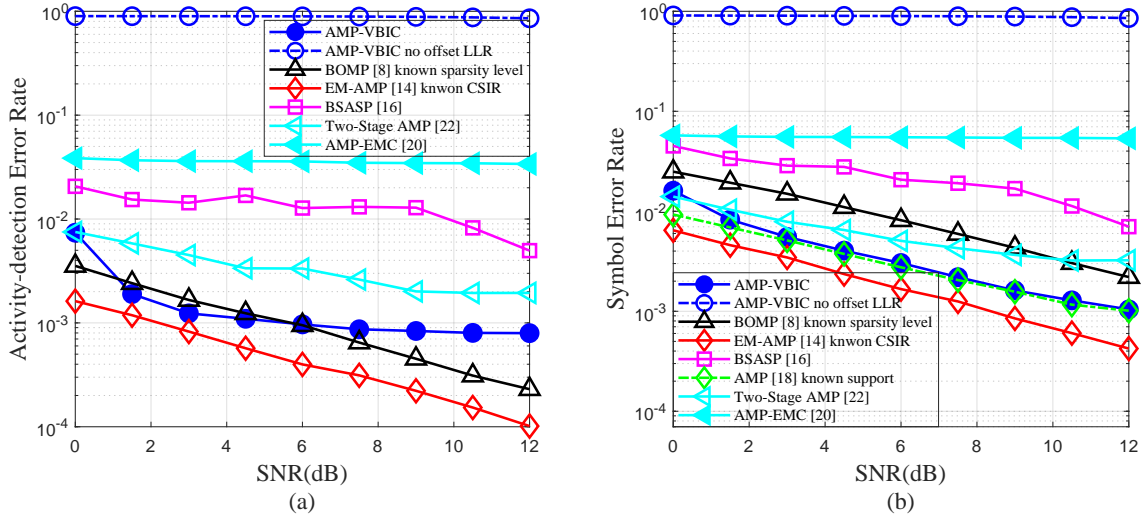 10^0
10^-1
10^-2
10^-3
10^-4
Activity-detection Error Rate
AMP-VBIC
AMP-VBIC no offset LLR
BOMP [8] known sparsity level
EM-AMP [14] knwon CSIR
BSASP [16]
Two-Stage AMP [22]
AMP-EMC [20]
0 2 4 6 8 10 12
SNR(dB)
(a)
10^0
10^-1
10^-2
10^-3
10^-4
Symbol Error Rate
AMP-VBIC
AMP-VBIC no offset LLR
BOMP [8] known sparsity level
EM-AMP [14] knwon CSIR
BSASP [16]
AMP [18] known support
Two-Stage AMP [22]
AMP-EMC [20]
0 2 4 6 8 10 12
SNR(dB)
(b)